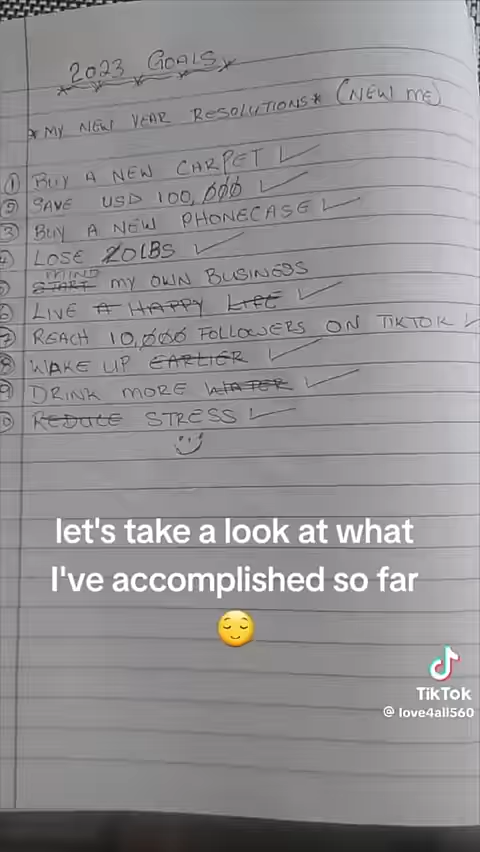 2023 GOALS
*MY NEW YEAR RESOLUTIONS* (NEW ME)
① BUY A NEW CARPET ✓
② SAVE USD 100,000 ✓
③ BUY A NEW PHONECASE ✓
④ LOSE 20LBS ✓
MIND
START MY OWN BUSINESS
6 LIVE A HAPPY LIFE ✓
⑦ REACH 10,000 FOLLOWERS ON TIKTOK ✓
⑧ WAKE UP EARLIER ✓
⑨ DRINK MORE WATER ✓
⑩ REDUCE STRESS ✓
let's take a look at what
I've accomplished so far
😌
TikTok
@ love4all560